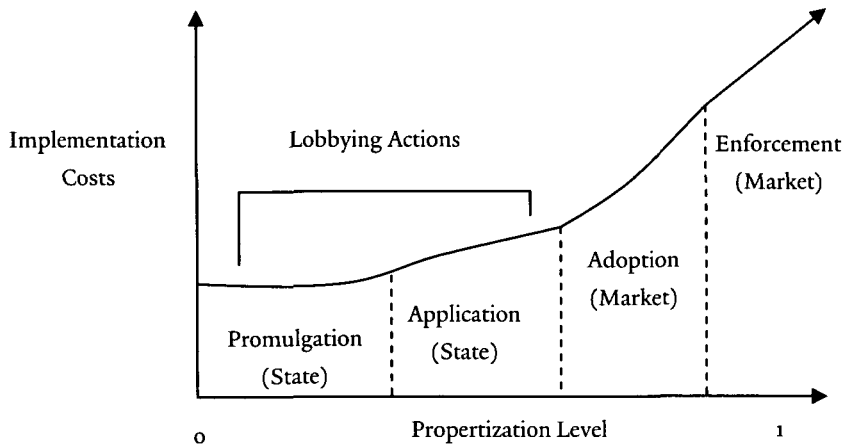 Implementation
Costs
Lobbying Actions
Enforcement
(Market)
Adoption
(Market)
Application
(State)
Promulgation
(State)
0
Propertization Level
1